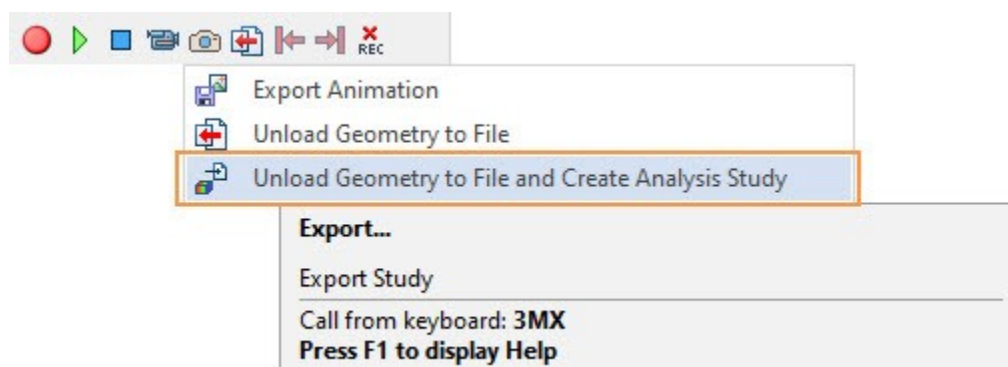 REC
Export Animation
Unload Geometry to File
Unload Geometry to File and Create Analysis Study
Export...
Export Study
Call from keyboard: 3MX
Press F1 to display Help